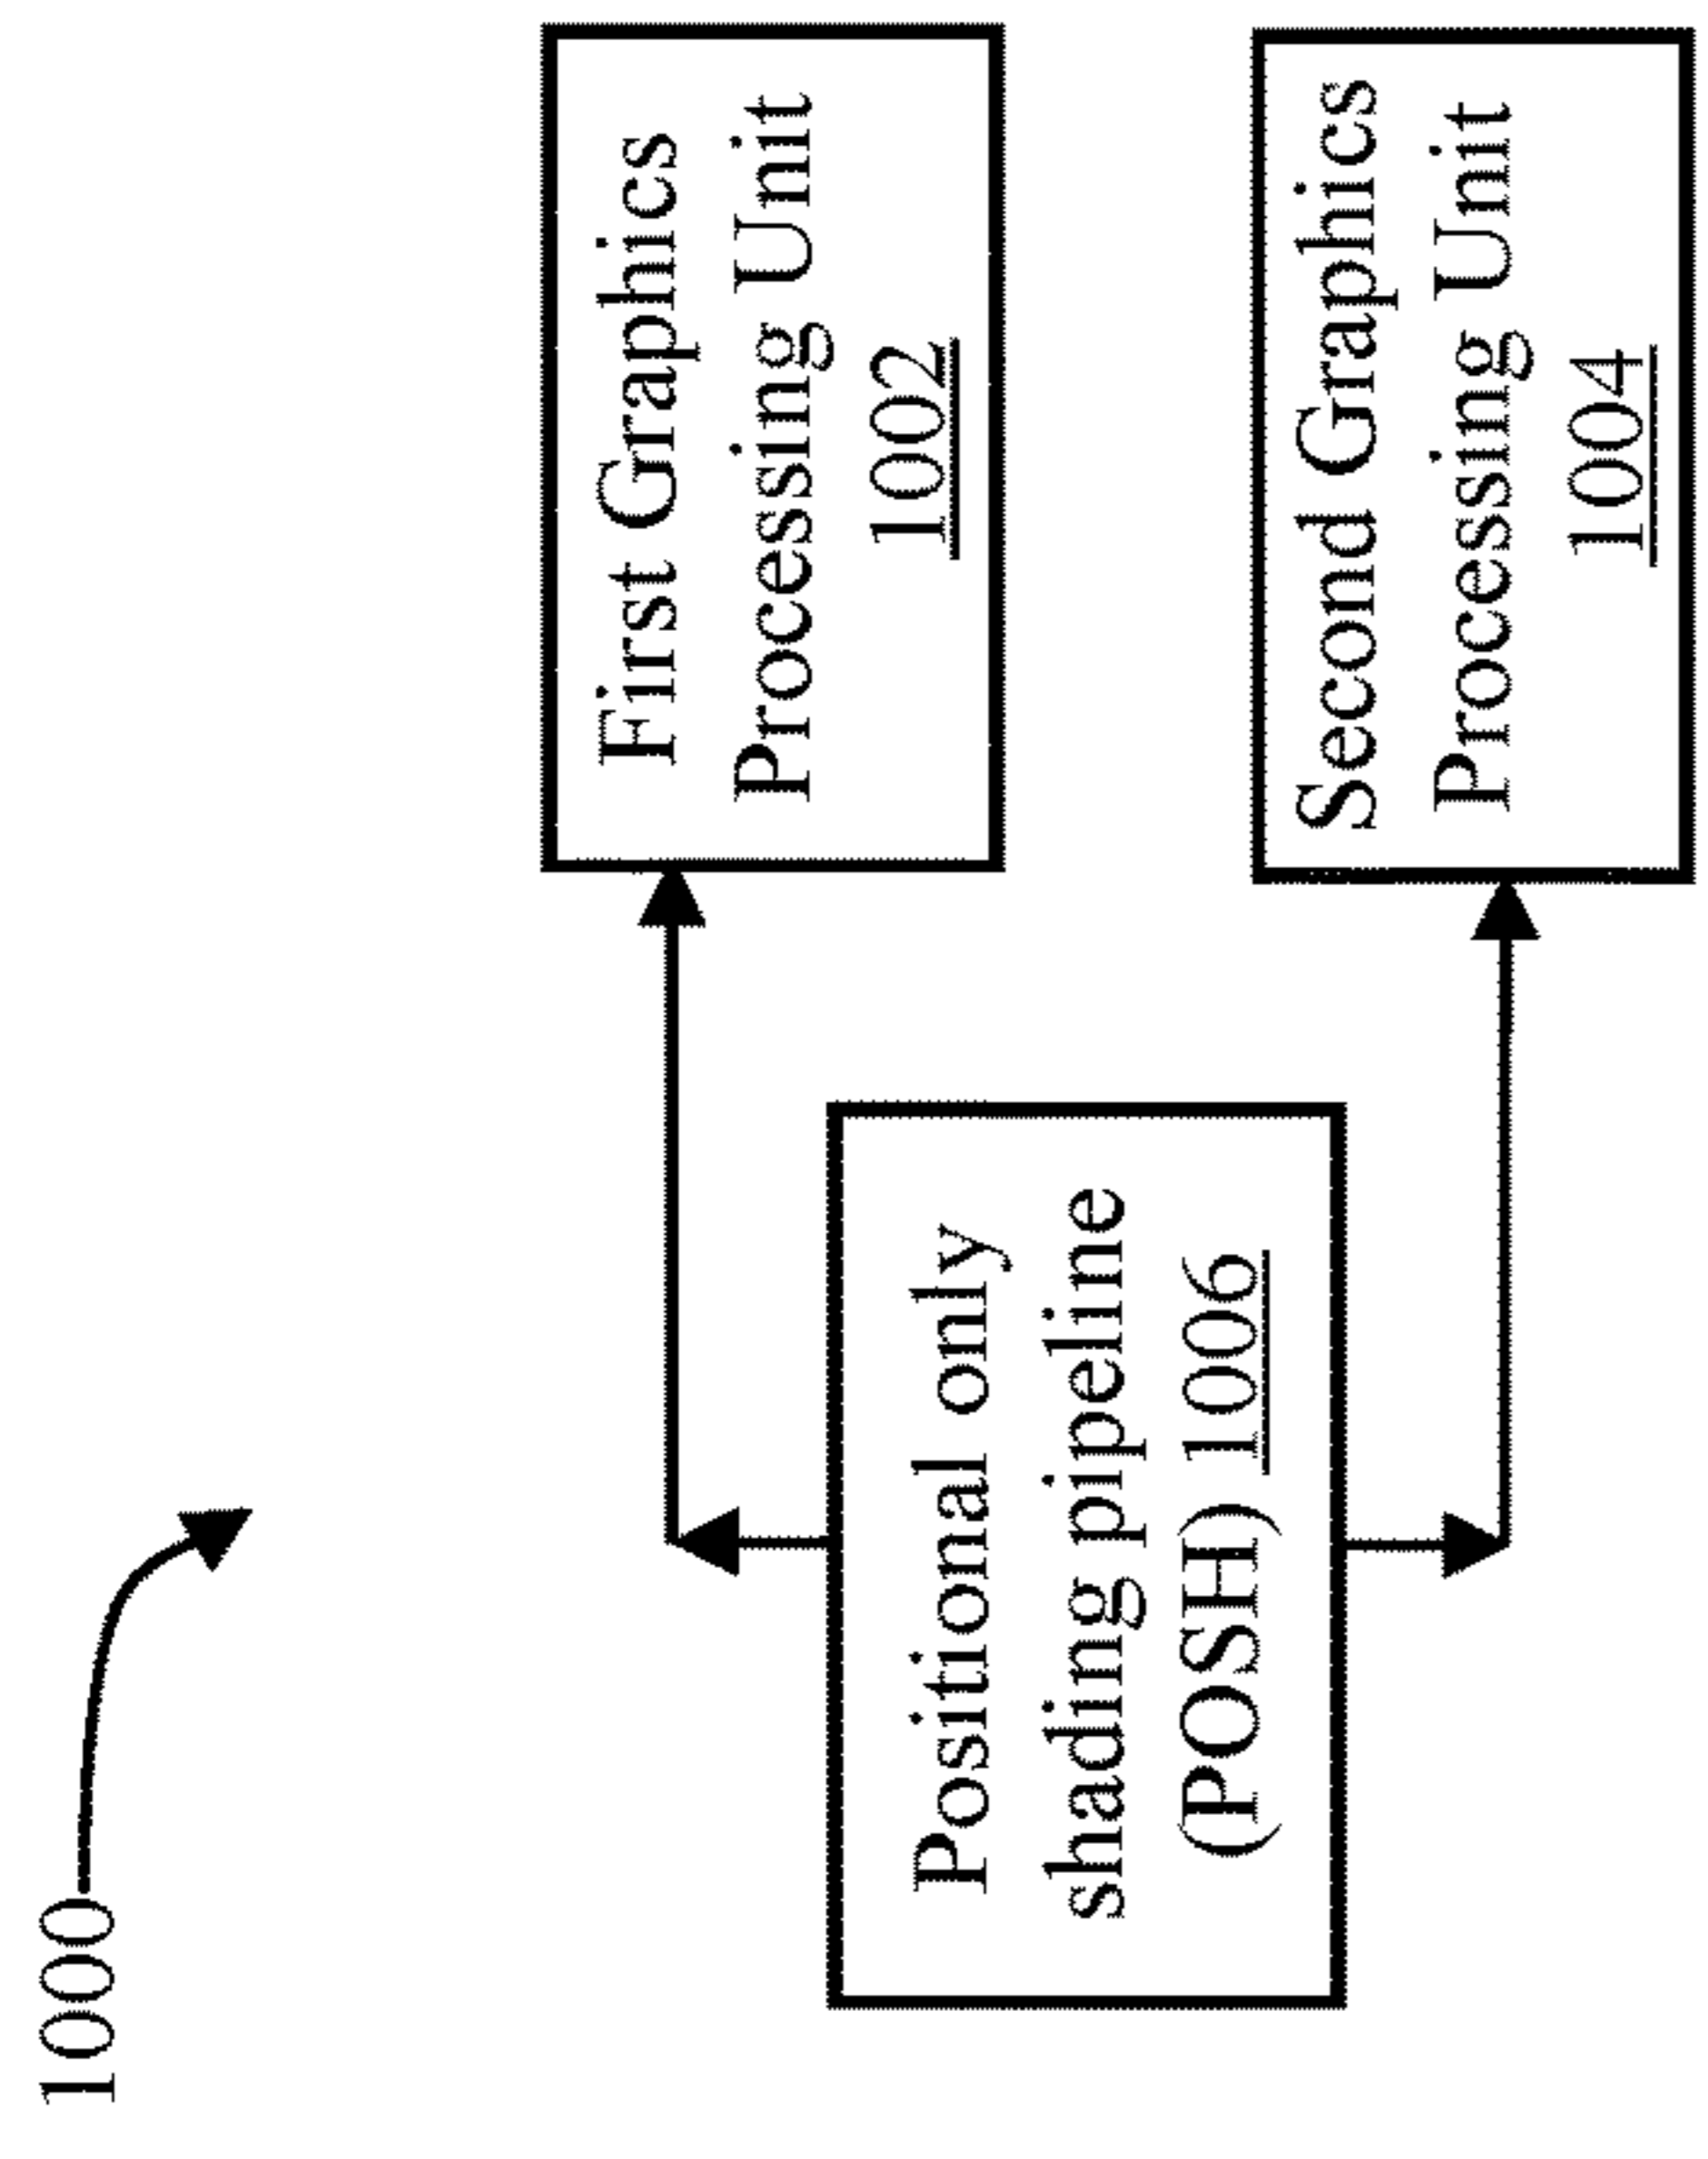 1000
First Graphics
Processing Unit
1002
Positional only
shading pipeline
(POSH) 1006
Second Graphics
Processing Unit
1004